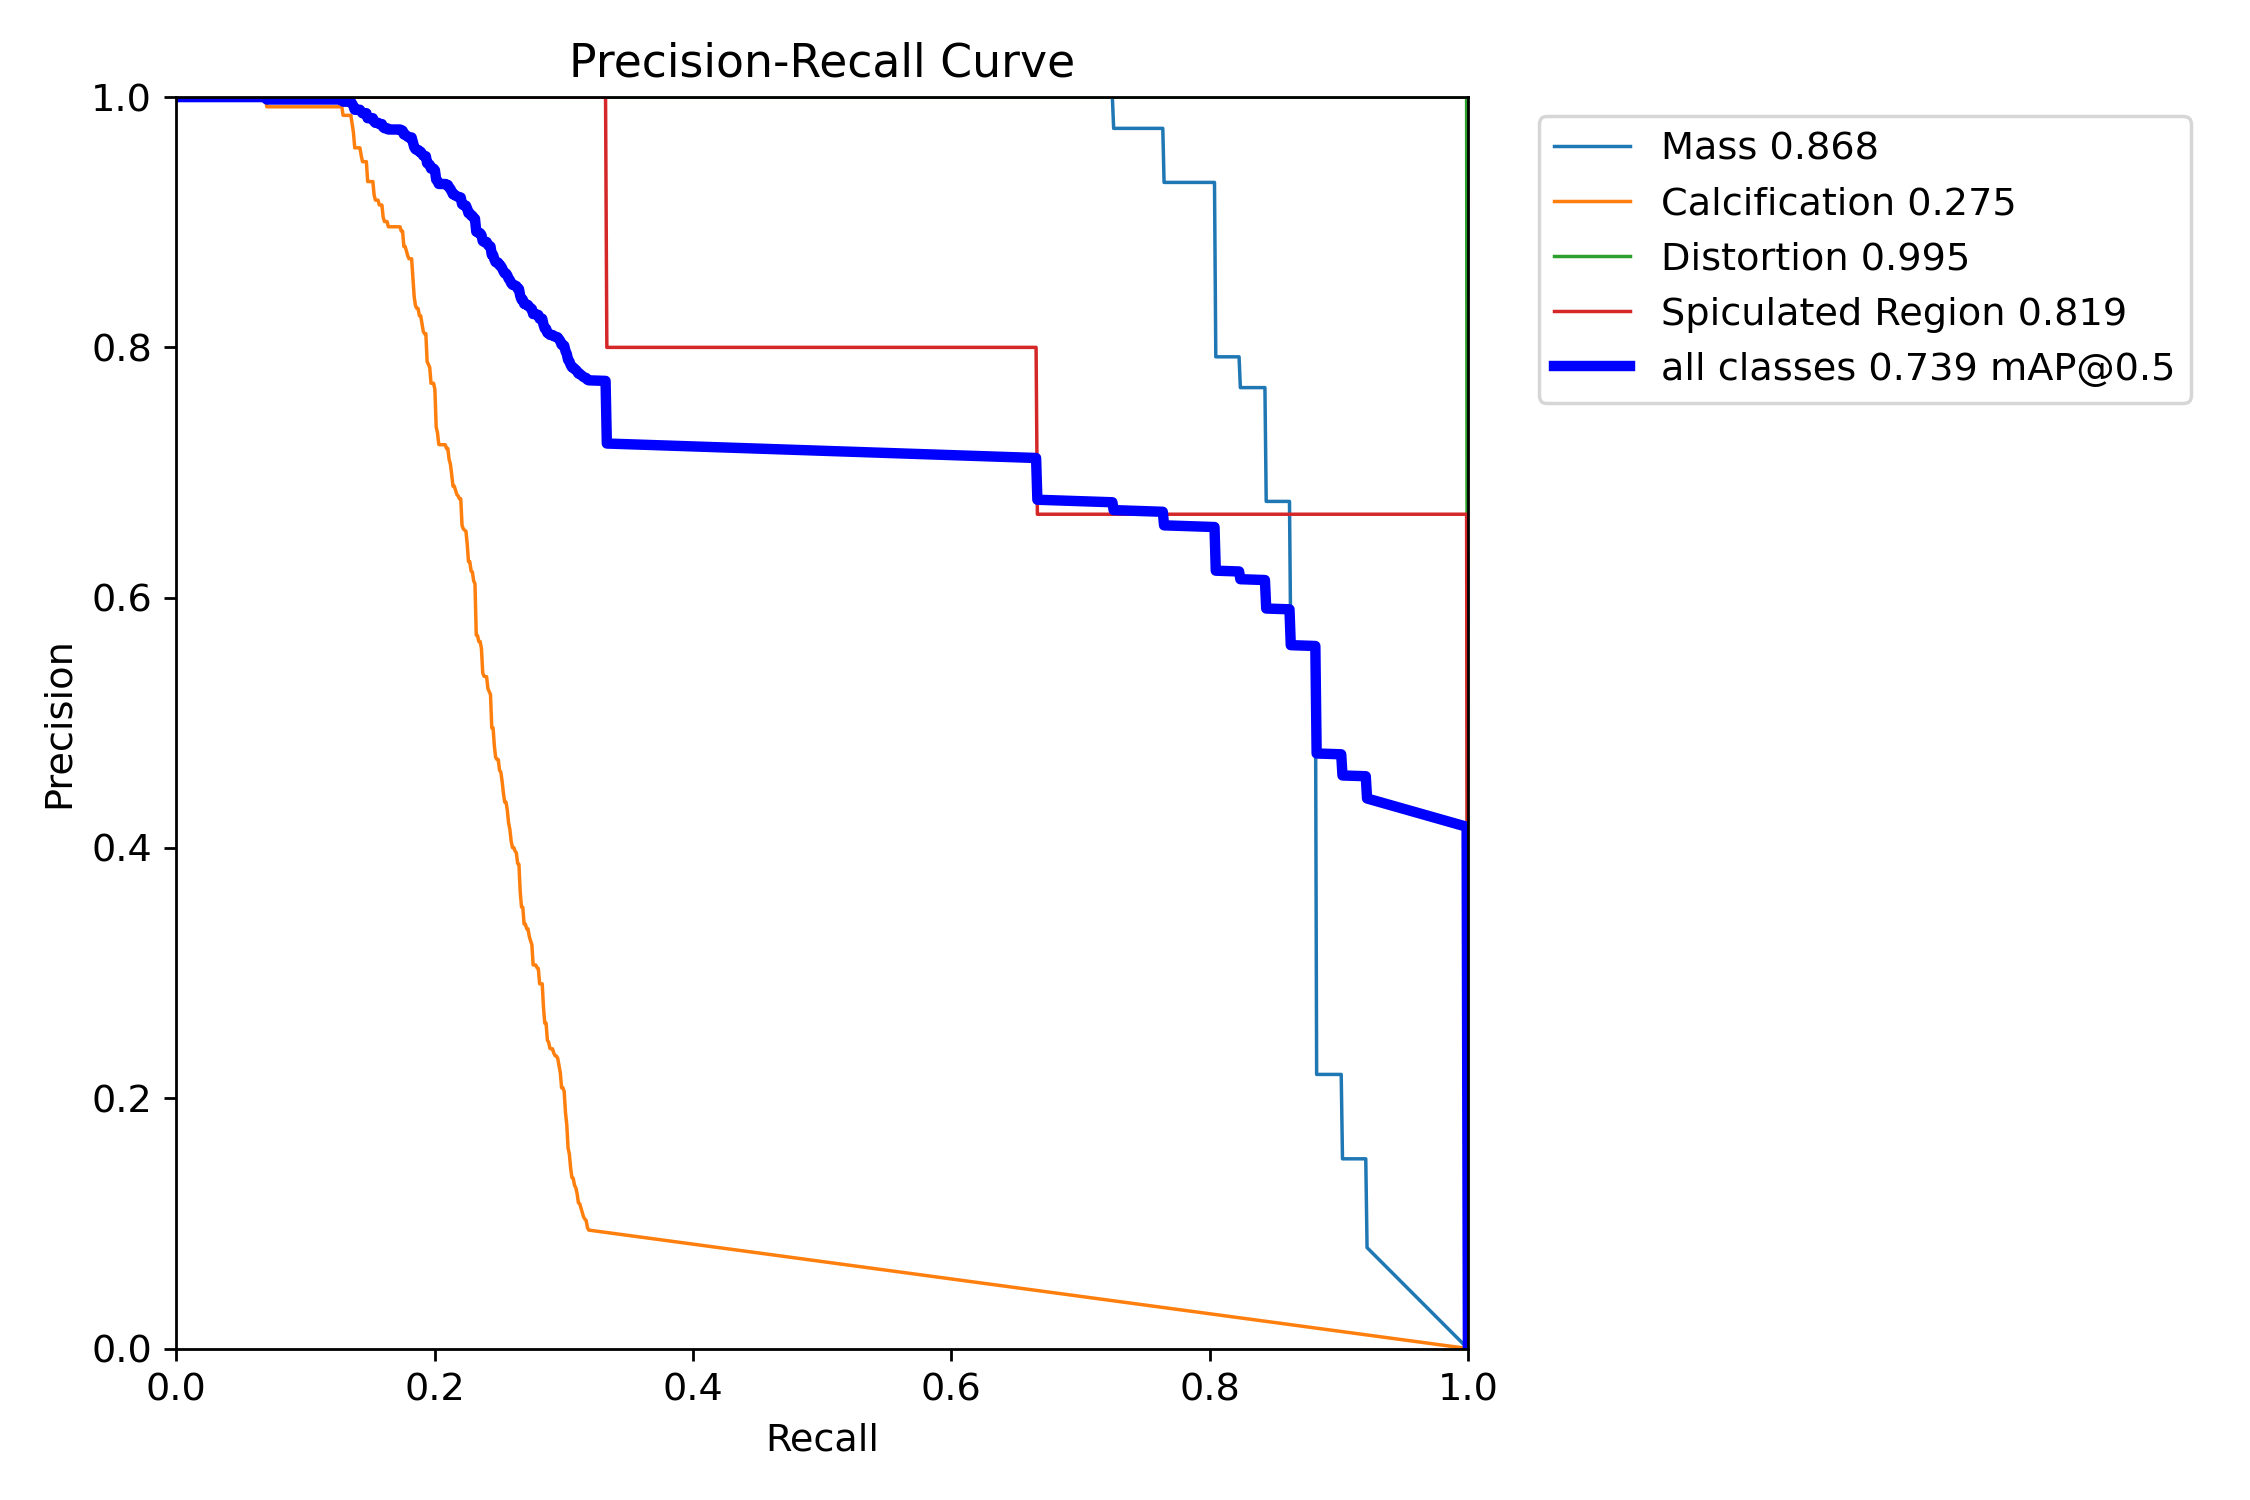 Precision-Recall Curve
1.0
0.8
0.6
0.4
0.2
0.0
Precision
0.0 0.2 0.4 0.6 0.8 1.0
Recall
Mass 0.868
Calcification 0.275
Distortion 0.995
Spiculated Region 0.819
all classes 0.739 mAP@0.5